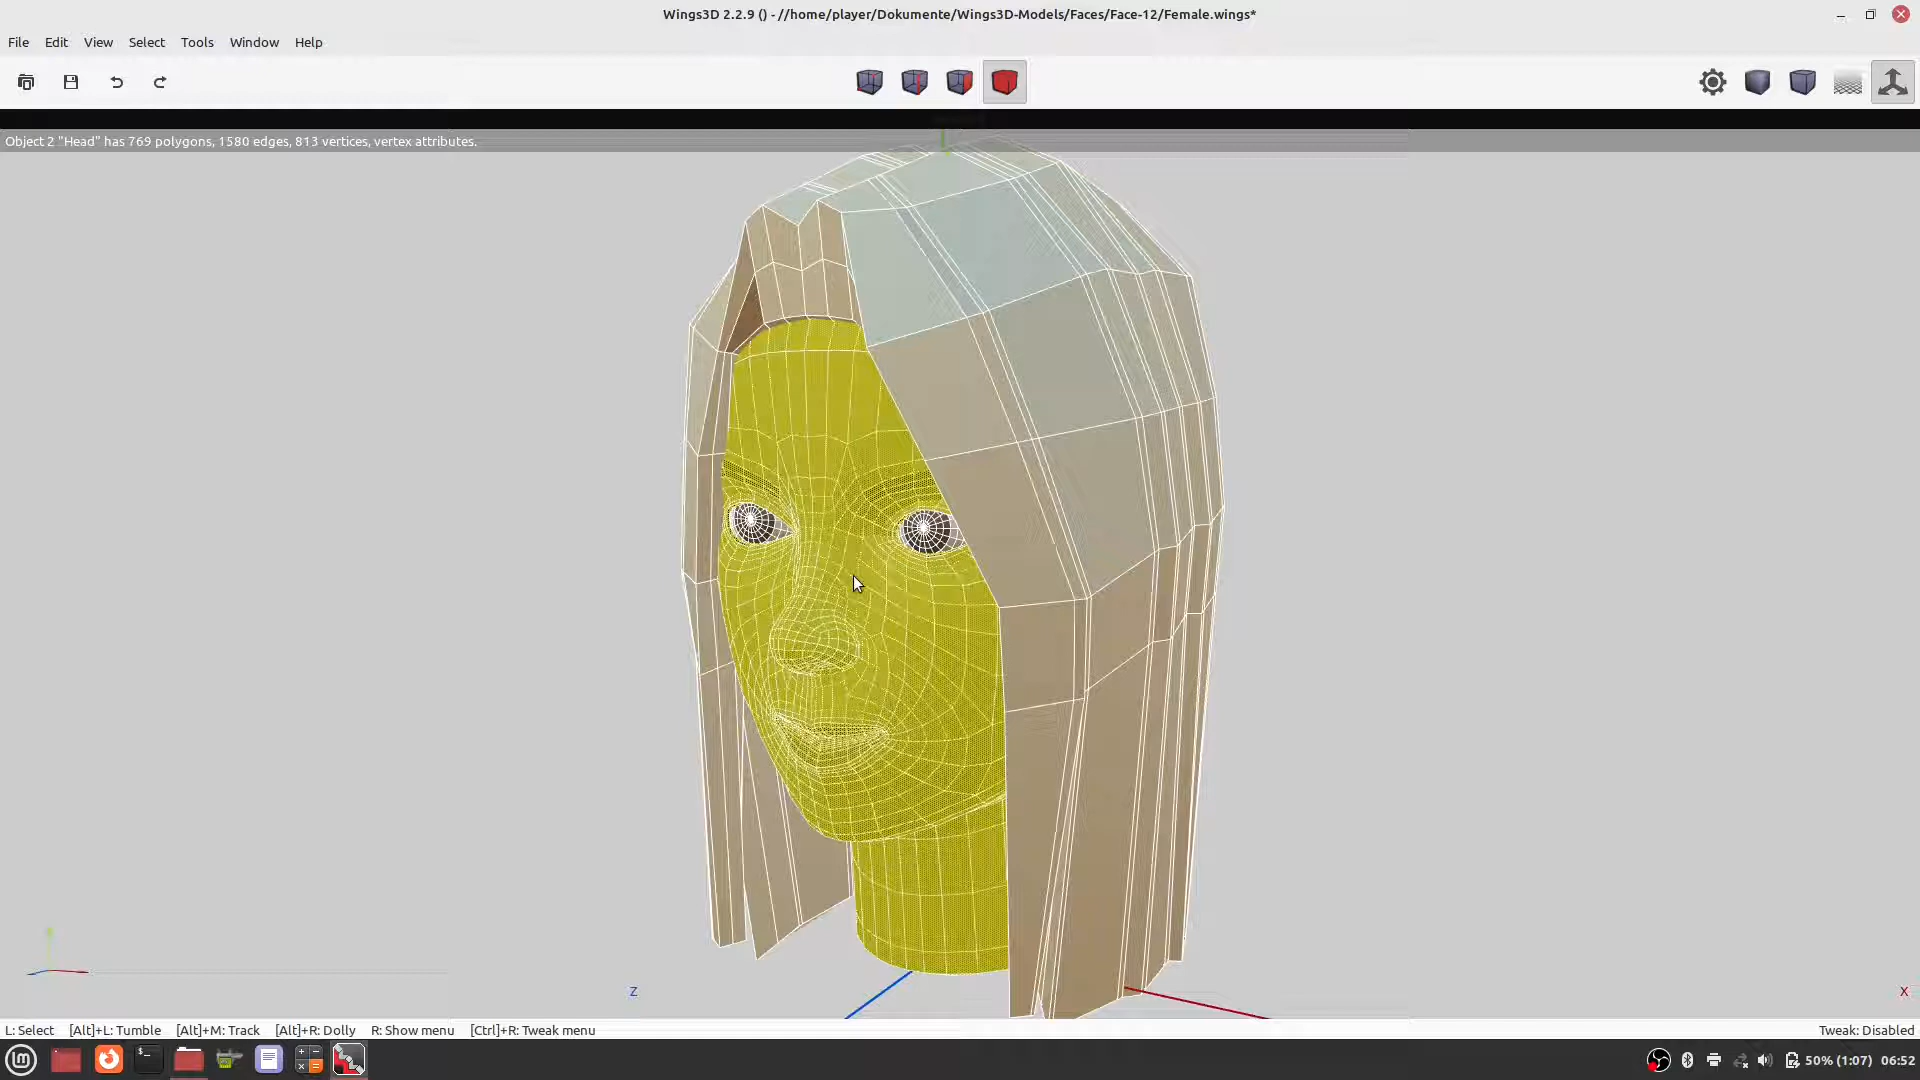 Wings3D 2.2.9 () - //home/player/Dokumente/Wings3D-Models/Faces/Face-12/Female.wings*
File Edit View Select Tools Window Help
Object 2 "Head" has 769 polygons, 1580 edges, 813 vertices, vertex attributes.
Z
X
L: Select [Alt]+L: Tumble [Alt]+M: Track [Alt]+R: Dolly R: Show menu [Ctrl]+R: Tweak menu Tweak: Disabled
50% (1:07) 06:52